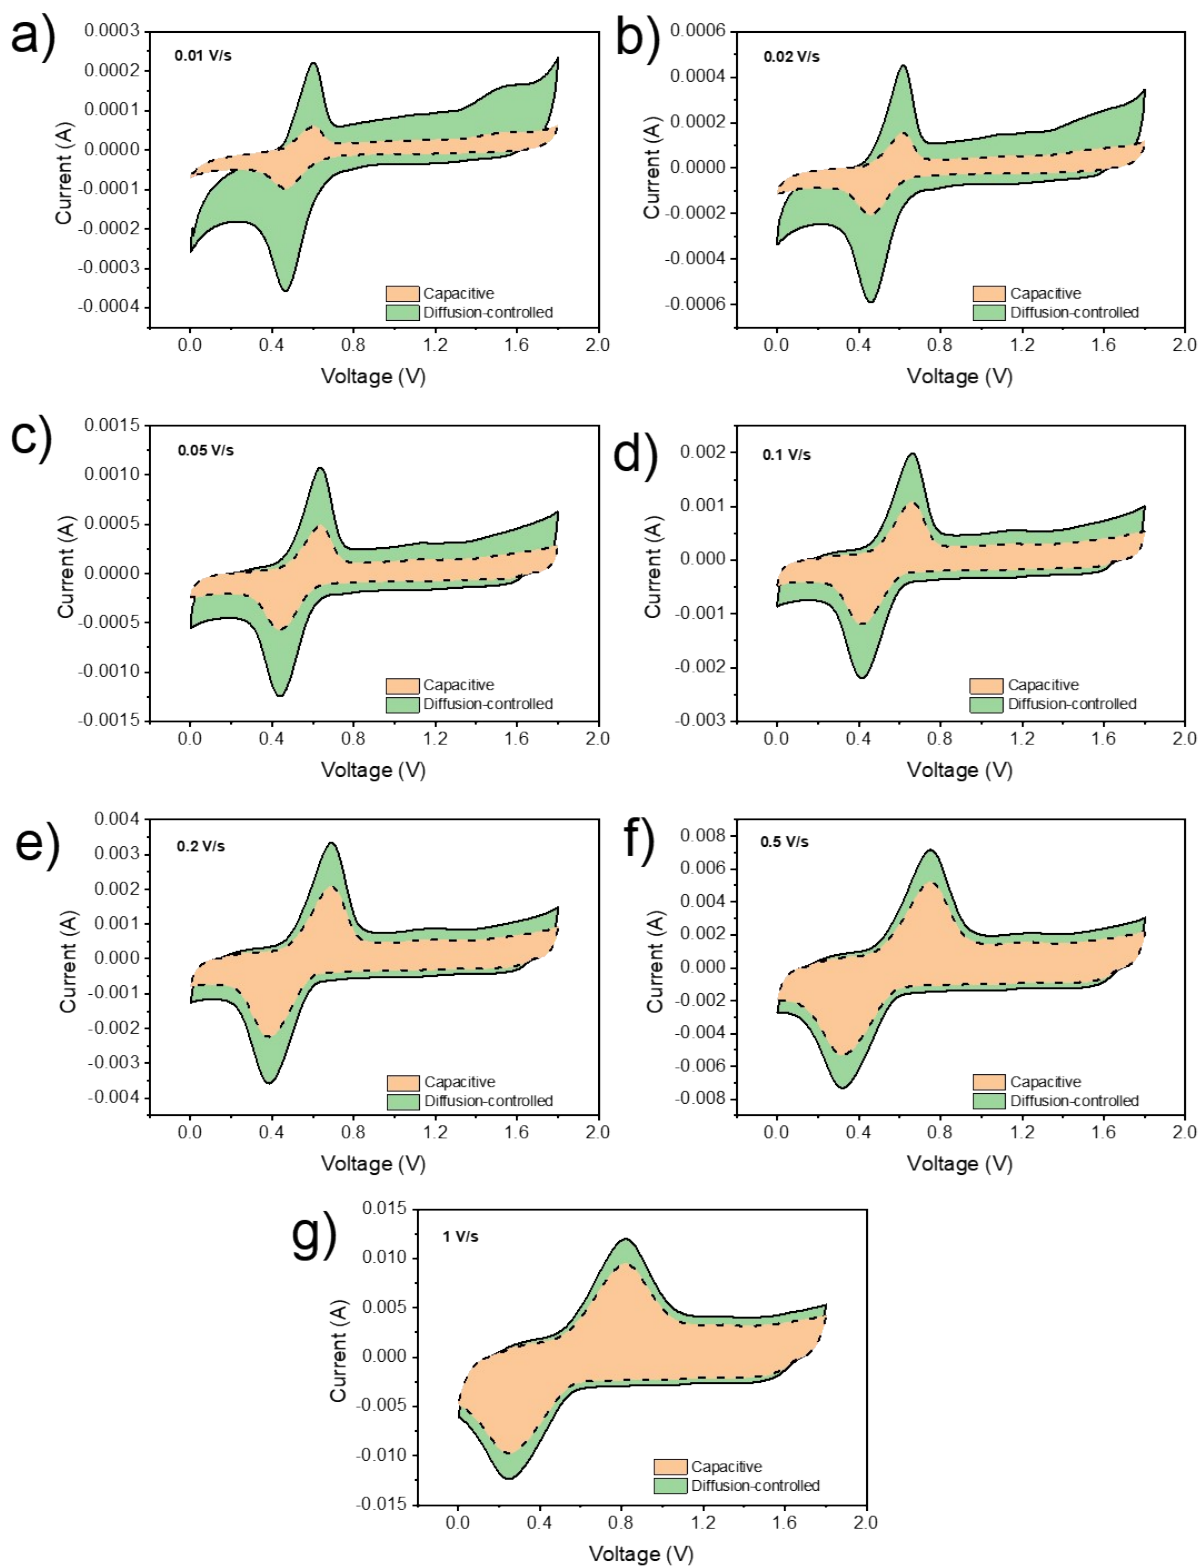 a)
0.01 V/s
0.0003
0.0002
0.0001
0.0000
-0.0001
-0.0002
-0.0003
-0.0004
Current (A)
Capacitive
Diffusion-controlled
0.0 0.4 0.8 1.2 1.6 2.0
Voltage (V)
b)
0.02 V/s
0.0006
0.0004
0.0002
0.0000
-0.0002
-0.0004
-0.0006
Current (A)
Capacitive
Diffusion-controlled
0.0 0.4 0.8 1.2 1.6 2.0
Voltage (V)
c)
0.05 V/s
0.0015
0.0010
0.0005
0.0000
-0.0005
-0.0010
-0.0015
Current (A)
Capacitive
Diffusion-controlled
0.0 0.4 0.8 1.2 1.6 2.0
Voltage (V)
d)
0.1 V/s
0.002
0.001
0.000
-0.001
-0.002
-0.003
Current (A)
Capacitive
Diffusion-controlled
0.0 0.4 0.8 1.2 1.6 2.0
Voltage (V)
e)
0.2 V/s
0.004
0.003
0.002
0.001
0.000
-0.001
-0.002
-0.003
-0.004
Current (A)
Capacitive
Diffusion-controlled
0.0 0.4 0.8 1.2 1.6 2.0
Voltage (V)
f)
0.5 V/s
0.008
0.006
0.004
0.002
0.000
-0.002
-0.004
-0.006
-0.008
Current (A)
Capacitive
Diffusion-controlled
0.0 0.4 0.8 1.2 1.6 2.0
Voltage (V)
g)
1 V/s
0.015
0.010
0.005
0.000
-0.005
-0.010
-0.015
Current (A)
Capacitive
Diffusion-controlled
0.0 0.4 0.8 1.2 1.6 2.0
Voltage (V)